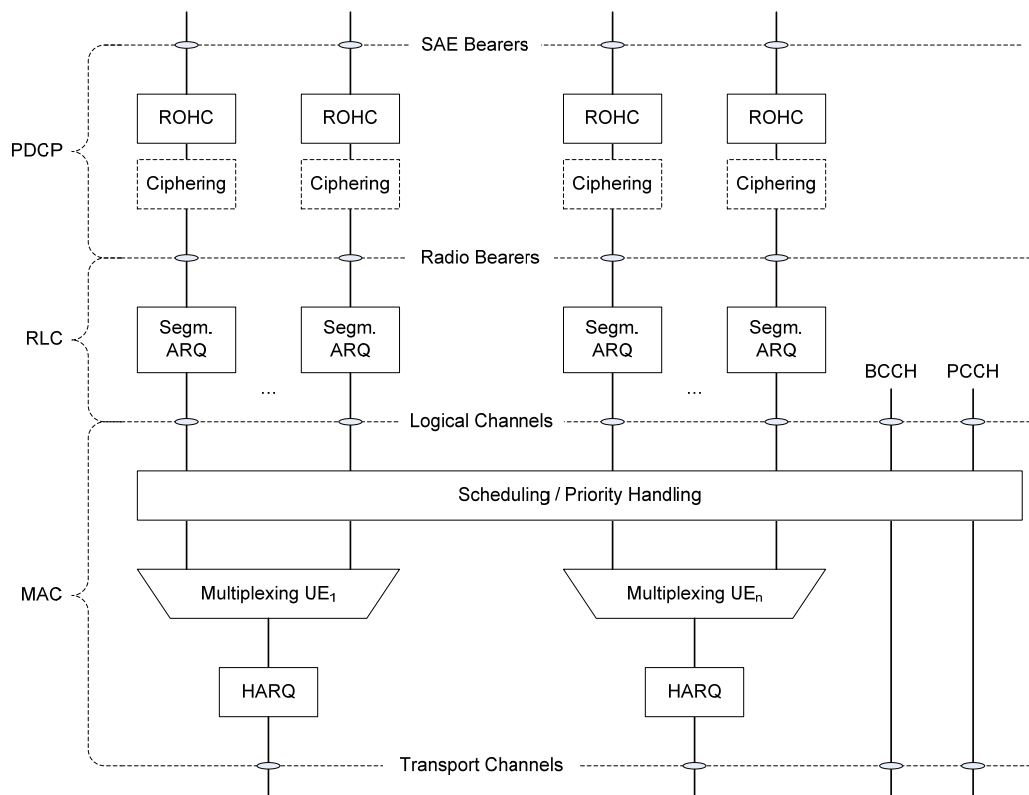 SAE Bearers
ROHC ROHC ROHC ROHC
PDCP
Ciphering Ciphering Ciphering Ciphering
Radio Bearers
Segm. Segm. Segm. Segm.
ARQ ARQ ARQ ARQ
RLC
BCCH PCCH
... ...
Logical Channels
Scheduling / Priority Handling
MAC
Multiplexing UE₁ Multiplexing UEₙ
HARQ HARQ
Transport Channels